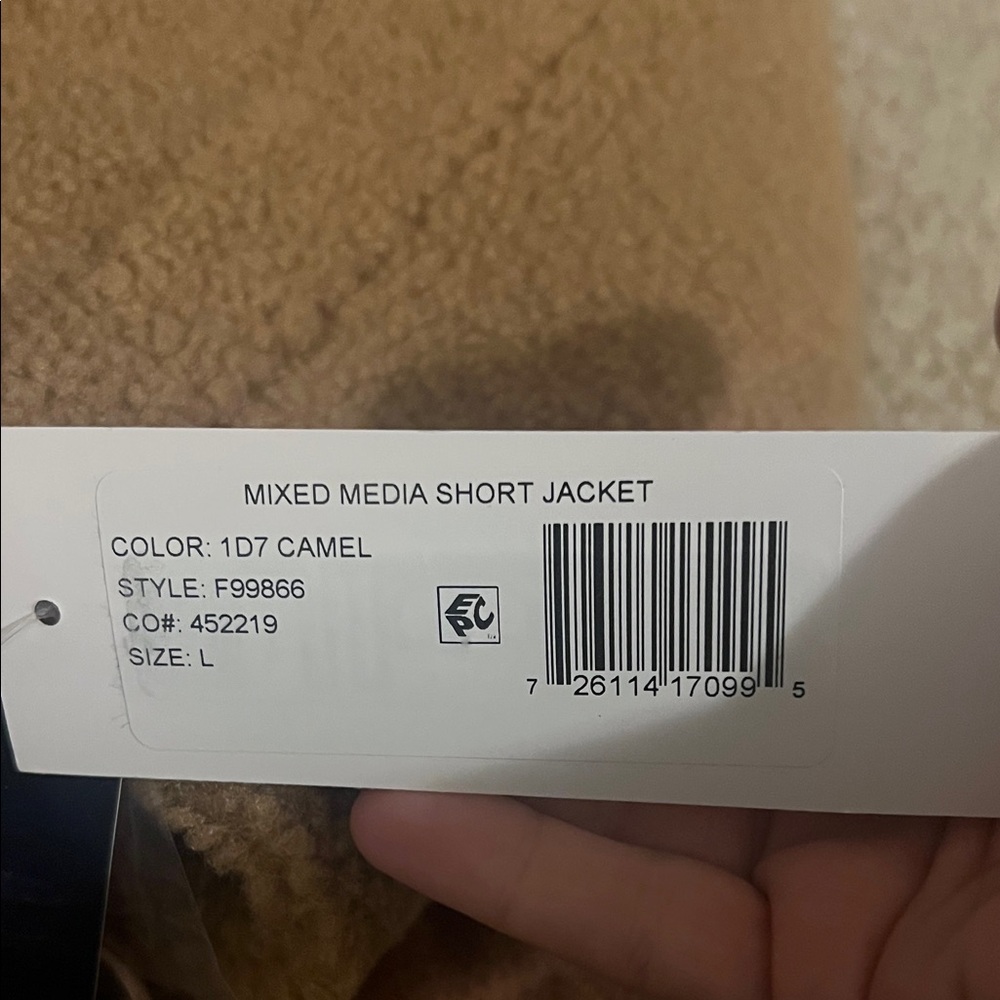 MIXED MEDIA SHORT JACKET
COLOR: 1D7 CAMEL
STYLE: F99866
CO#: 452219
SIZE: L
EPC
7 26114 17099 5